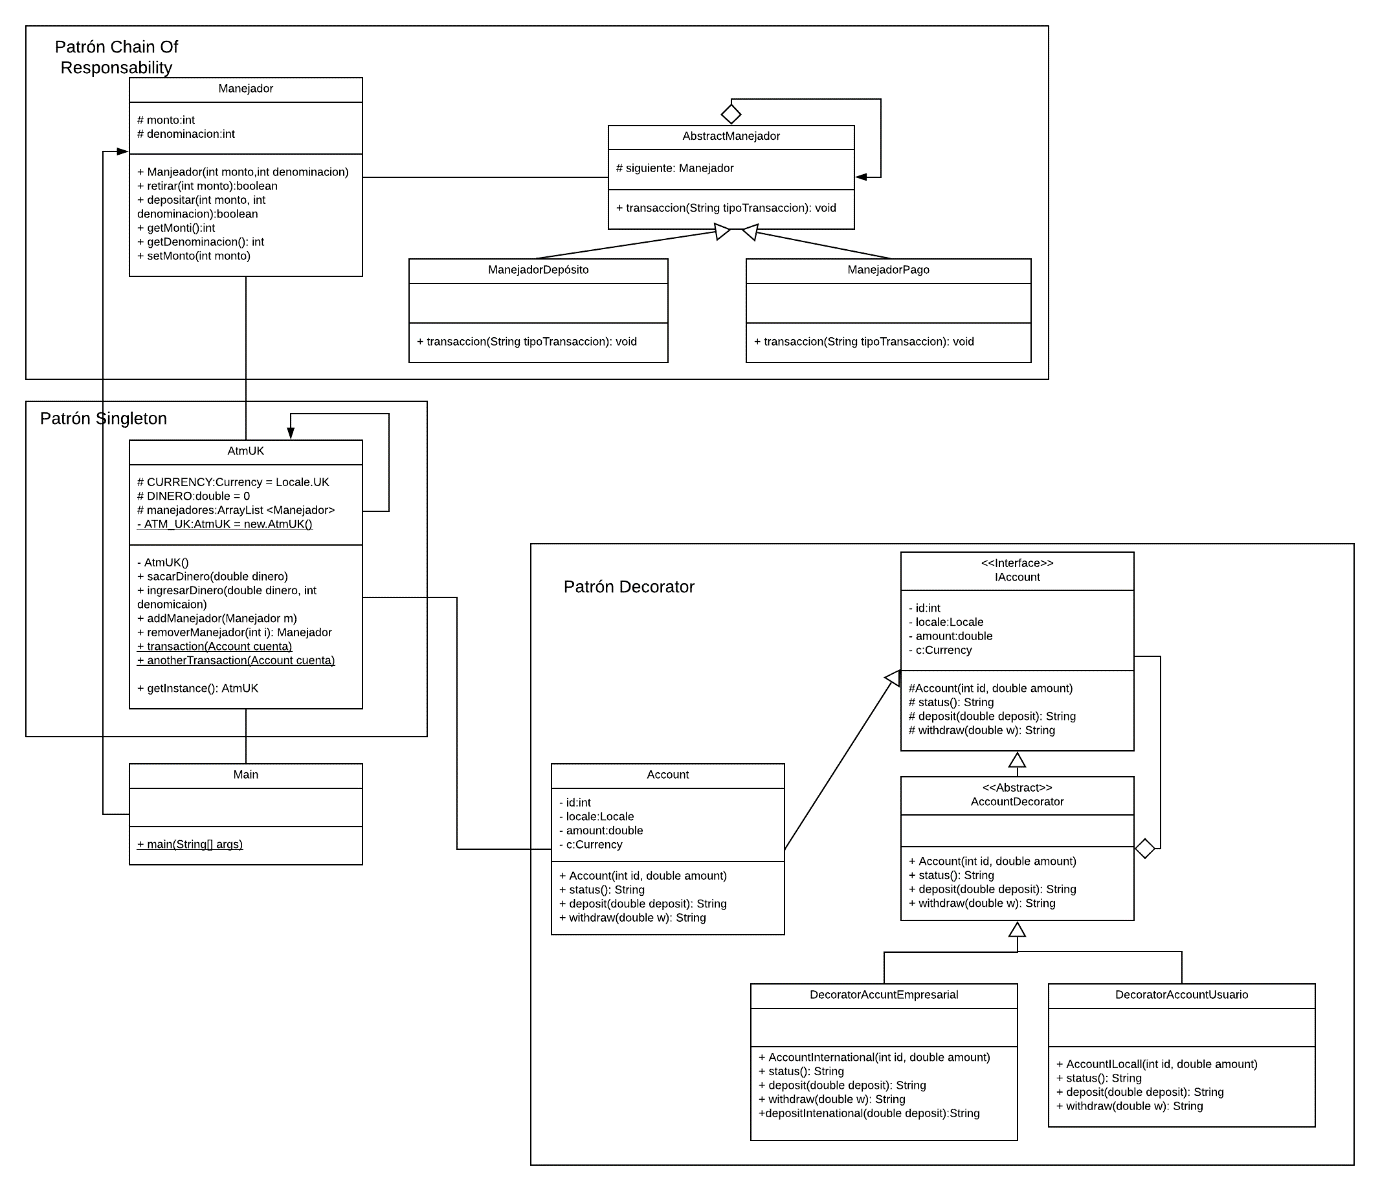 Patrón Chain Of
Responsability
Manejador
# monto:int
# denominacion:int
+ Manjeador(int monto,int denominacion)
+ retirar(int monto):boolean
+ depositar(int monto, int
denominacion):boolean
+ getMonti():int
+ getDenominacion(): int
+ setMonto(int monto)
AbstractManejador
# siguiente: Manejador
+ transaccion(String tipoTransaccion): void
ManejadorDepósito
+ transaccion(String tipoTransaccion): void
ManejadorPago
+ transaccion(String tipoTransaccion): void
Patrón Singleton
AtmUK
# CURRENCY:Currency = Locale.UK
# DINERO:double = 0
# manejadores:ArrayList <Manejador>
- ATM_UK:AtmUK = new.AtmUK()
- AtmUK()
+ sacarDinero(double dinero)
+ ingresarDinero(double dinero, int
denomicaion)
+ addManejador(Manejador m)
+ removerManejador(int i): Manejador
+ transaction(Account cuenta)
+ anotherTransaction(Account cuenta)
+ getInstance(): AtmUK
Main
+ main(String[] args)
Patrón Decorator
<<Interface>>
IAccount
- id:int
- locale:Locale
- amount:double
- c:Currency
#Account(int id, double amount)
# status(): String
# deposit(double deposit): String
# withdraw(double w): String
Account
- id:int
- locale:Locale
- amount:double
- c:Currency
+ Account(int id, double amount)
+ status(): String
+ deposit(double deposit): String
+ withdraw(double w): String
<<Abstract>>
AccountDecorator
+ Account(int id, double amount)
+ status(): String
+ deposit(double deposit): String
+ withdraw(double w): String
DecoratorAccuntEmpresarial
+ AccountInternational(int id, double amount)
+ status(): String
+ deposit(double deposit): String
+ withdraw(double w): String
+depositIntenational(double deposit):String
DecoratorAccountUsuario
+ AccountILocall(int id, double amount)
+ status(): String
+ deposit(double deposit): String
+ withdraw(double w): String